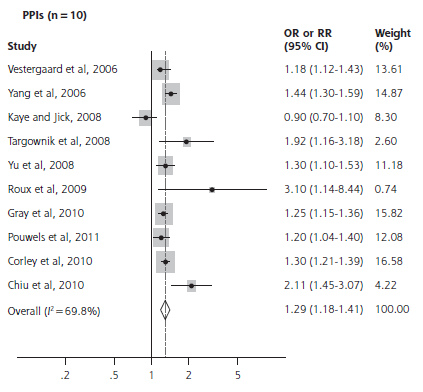 PPIs (n = 10)
OR or RR
Study (95% CI) Weight (%)
Vestergaard et al, 2006 1.18 (1.12-1.43) 13.61
Yang et al, 2006 1.44 (1.30-1.59) 14.87
Kaye and Jick, 2008 0.90 (0.70-1.10) 8.30
Targownik et al, 2008 1.92 (1.16-3.18) 2.60
Yu et al, 2008 1.30 (1.10-1.53) 11.18
Roux et al, 2009 3.10 (1.14-8.44) 0.74
Gray et al, 2010 1.25 (1.15-1.36) 15.82
Pouwels et al, 2011 1.20 (1.04-1.40) 12.08
Corley et al, 2010 1.30 (1.21-1.39) 16.58
Chiu et al, 2010 2.11 (1.45-3.07) 4.22
Overall (I² = 69.8%) 1.29 (1.18-1.41) 100.00
.2 .5 1 2 5